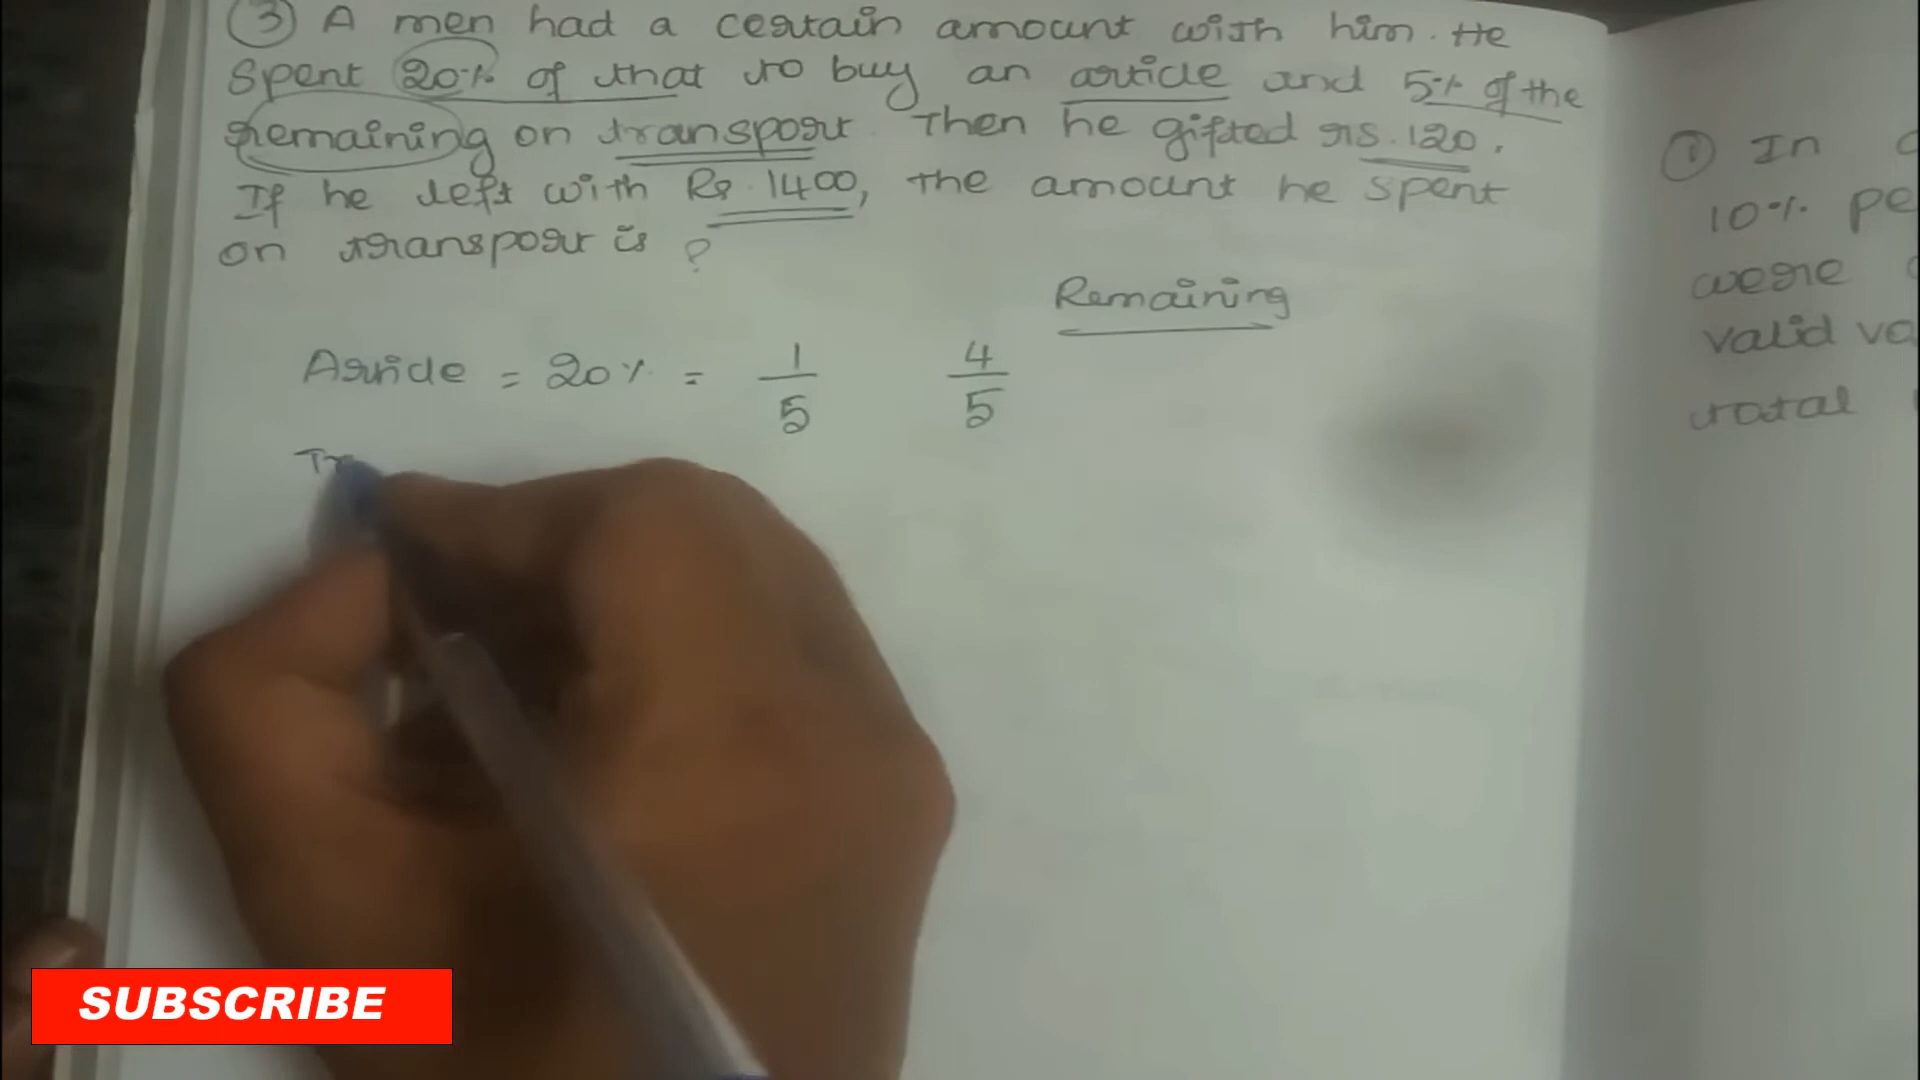 ③ A men had a certain amount with him. He
spent 20% of that to buy an article and 5% of the
remaining on transport. Then he gifted rs.120.
If he left with Rs.1400, the amount he spent
on transport is ?
Remaining
Article = 20% = 1/5 4/5
Tr
① In
10% pe
were
valid vo
total
SUBSCRIBE